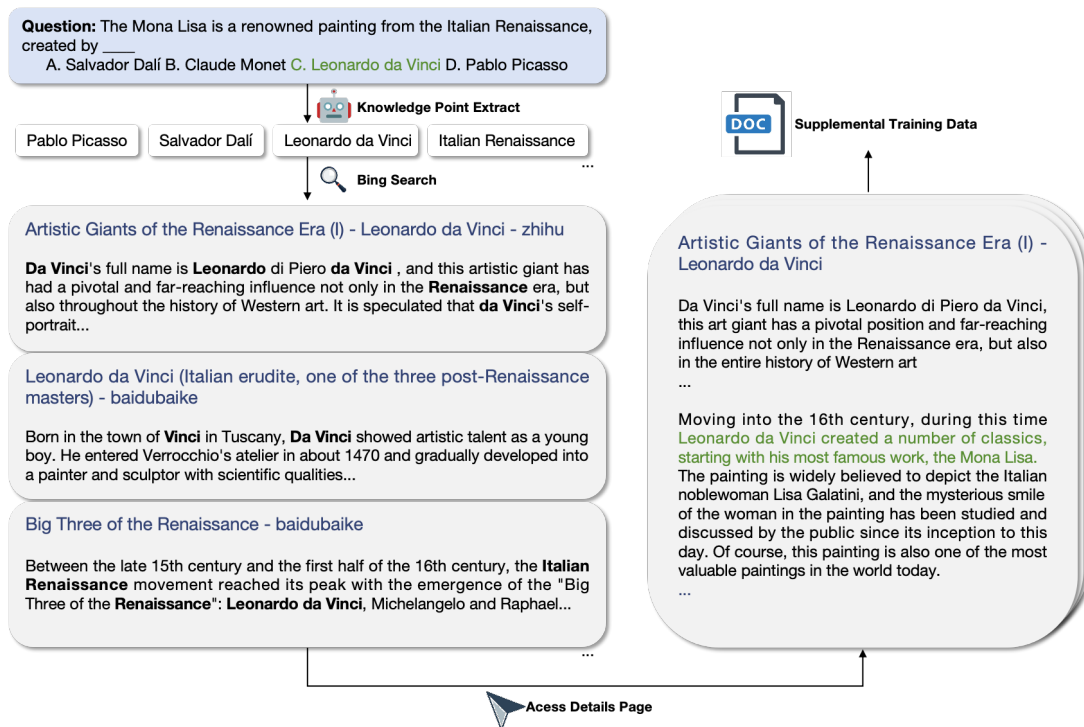 Question: The Mona Lisa is a renowned painting from the Italian Renaissance,
created by ____
A. Salvador Dalí B. Claude Monet C. Leonardo da Vinci D. Pablo Picasso
Knowledge Point Extract
Pablo Picasso
Salvador Dalí
Leonardo da Vinci
Italian Renaissance
...
Bing Search
Artistic Giants of the Renaissance Era (I) - Leonardo da Vinci - zhihu
Da Vinci's full name is Leonardo di Piero da Vinci , and this artistic giant has
had a pivotal and far-reaching influence not only in the Renaissance era, but
also throughout the history of Western art. It is speculated that da Vinci's self-
portrait...
Leonardo da Vinci (Italian erudite, one of the three post-Renaissance
masters) - baidubaike
Born in the town of Vinci in Tuscany, Da Vinci showed artistic talent as a young
boy. He entered Verrocchio's atelier in about 1470 and gradually developed into
a painter and sculptor with scientific qualities...
Big Three of the Renaissance - baidubaike
Between the late 15th century and the first half of the 16th century, the Italian
Renaissance movement reached its peak with the emergence of the "Big
Three of the Renaissance": Leonardo da Vinci, Michelangelo and Raphael...
...
Acess Details Page
DOC
Supplemental Training Data
Artistic Giants of the Renaissance Era (I) -
Leonardo da Vinci
Da Vinci's full name is Leonardo di Piero da Vinci,
this art giant has a pivotal position and far-reaching
influence not only in the Renaissance era, but also
in the entire history of Western art
...
Moving into the 16th century, during this time
Leonardo da Vinci created a number of classics,
starting with his most famous work, the Mona Lisa.
The painting is widely believed to depict the Italian
noblewoman Lisa Galatini, and the mysterious smile
of the woman in the painting has been studied and
discussed by the public since its inception to this
day. Of course, this painting is also one of the most
valuable paintings in the world today.
...